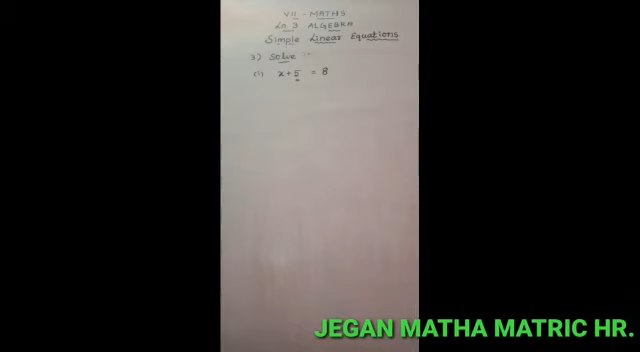 VII - MATHS
Ln 3 ALGEBRA
Simple Linear Equations
3) Solve :-
(i) x + 5 = 8
JEGAN MATHA MATRIC HR.